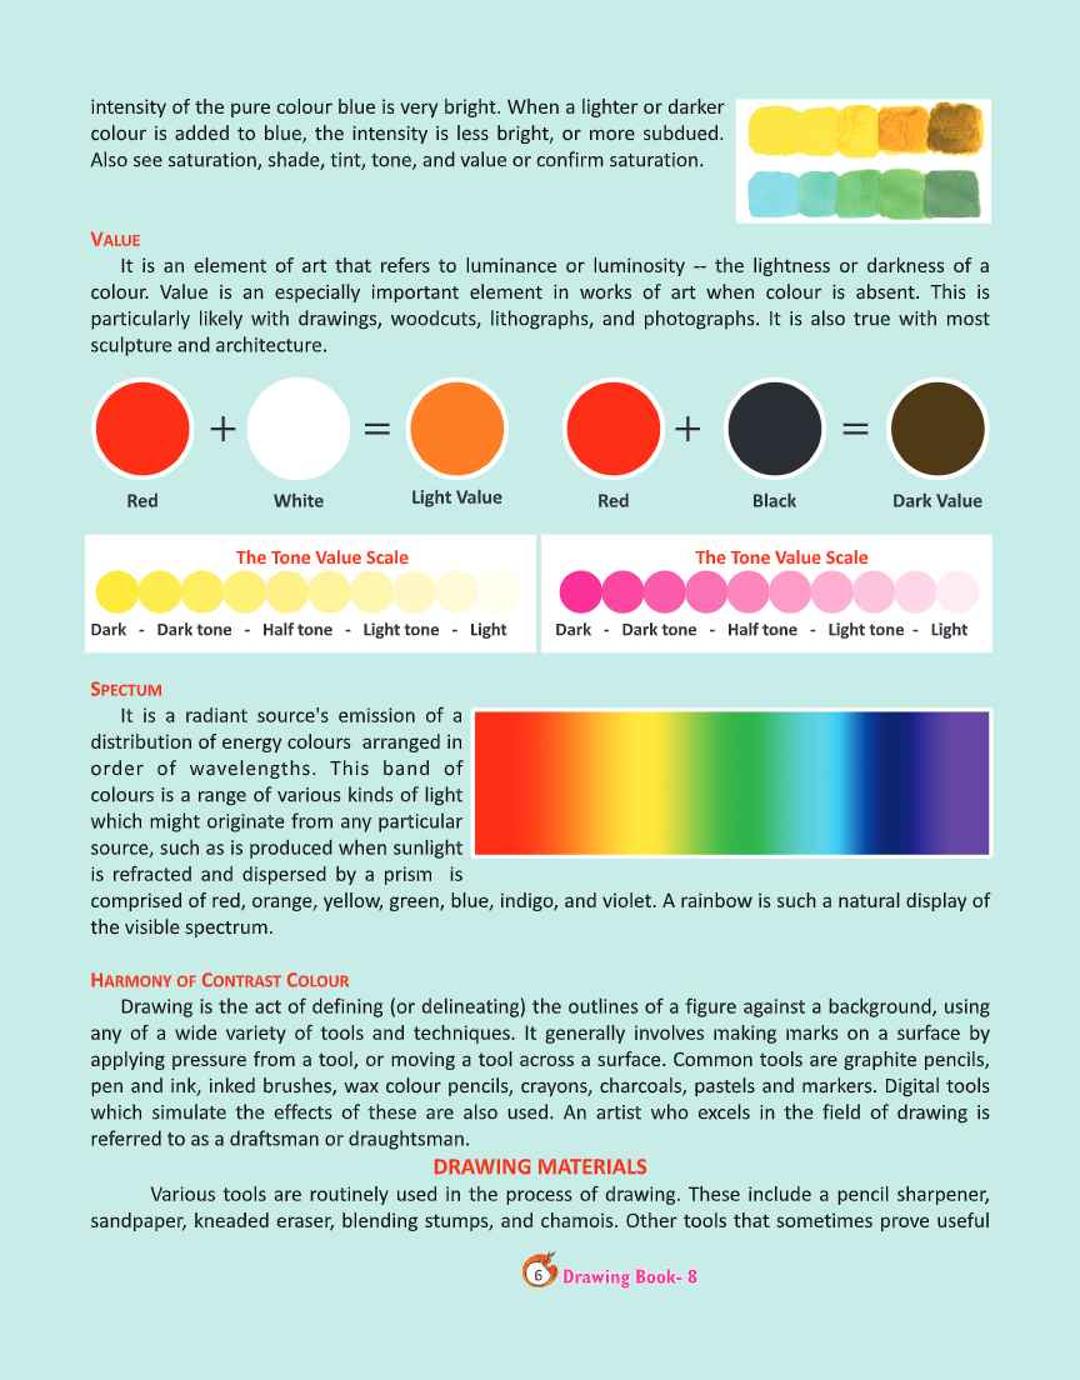 intensity of the pure colour blue is very bright. When a lighter or darker
colour is added to blue, the intensity is less bright, or more subdued.
Also see saturation, shade, tint, tone, and value or confirm saturation.
VALUE
It is an element of art that refers to luminance or luminosity -- the lightness or darkness of a
colour. Value is an especially important element in works of art when colour is absent. This is
particularly likely with drawings, woodcuts, lithographs, and photographs. It is also true with most
sculpture and architecture.
+ = + =
Red White Light Value Red Black Dark Value
The Tone Value Scale
Dark - Dark tone - Half tone - Light tone - Light
The Tone Value Scale
Dark - Dark tone - Half tone - Light tone - Light
SPECTUM
It is a radiant source's emission of a
distribution of energy colours arranged in
order of wavelengths. This band of
colours is a range of various kinds of light
which might originate from any particular
source, such as is produced when sunlight
is refracted and dispersed by a prism is
comprised of red, orange, yellow, green, blue, indigo, and violet. A rainbow is such a natural display of
the visible spectrum.
HARMONY OF CONTRAST COLOUR
Drawing is the act of defining (or delineating) the outlines of a figure against a background, using
any of a wide variety of tools and techniques. It generally involves making marks on a surface by
applying pressure from a tool, or moving a tool across a surface. Common tools are graphite pencils,
pen and ink, inked brushes, wax colour pencils, crayons, charcoals, pastels and markers. Digital tools
which simulate the effects of these are also used. An artist who excels in the field of drawing is
referred to as a draftsman or draughtsman.
DRAWING MATERIALS
Various tools are routinely used in the process of drawing. These include a pencil sharpener,
sandpaper, kneaded eraser, blending stumps, and chamois. Other tools that sometimes prove useful
6 Drawing Book- 8